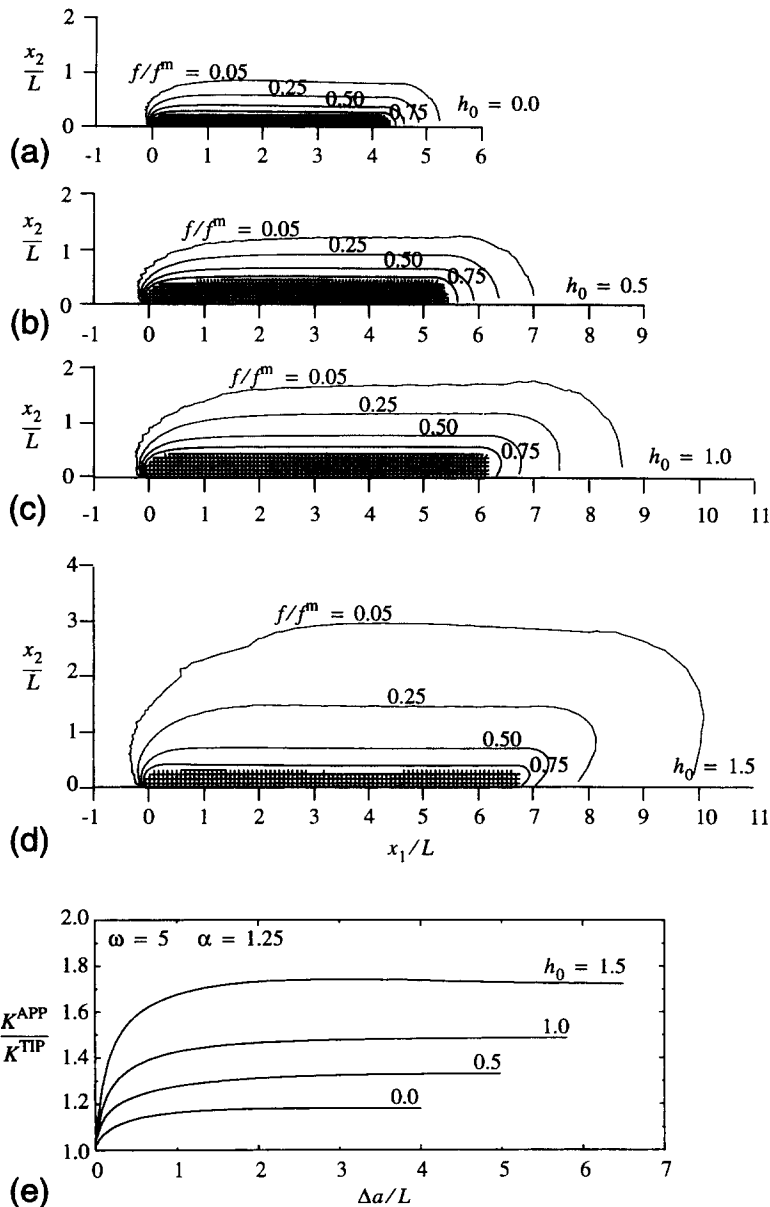 2
x₂/L
1
f/fᵐ = 0.05
0.25
0.50
0.75
h₀ = 0.0
0
(a)
-1 0 1 2 3 4 5 6
2
x₂/L
1
f/fᵐ = 0.05
0.25
0.50
0.75
h₀ = 0.5
0
(b)
-1 0 1 2 3 4 5 6 7 8 9
2
x₂/L
1
f/fᵐ = 0.05
0.25
0.50
0.75
h₀ = 1.0
0
(c)
-1 0 1 2 3 4 5 6 7 8 9 10 11
4
3
x₂/L
2
1
f/fᵐ = 0.05
0.25
0.50
0.75
h₀ = 1.5
0
(d)
-1 0 1 2 3 4 5 6 7 8 9 10 11
x₁/L
2.0
ω = 5 α = 1.25
1.8
h₀ = 1.5
Kᴬᴾᴾ/Kᵀᴵᴾ
1.6
1.0
1.4
0.5
1.2
0.0
1.0
(e)
0 1 2 3 4 5 6 7
Δa/L